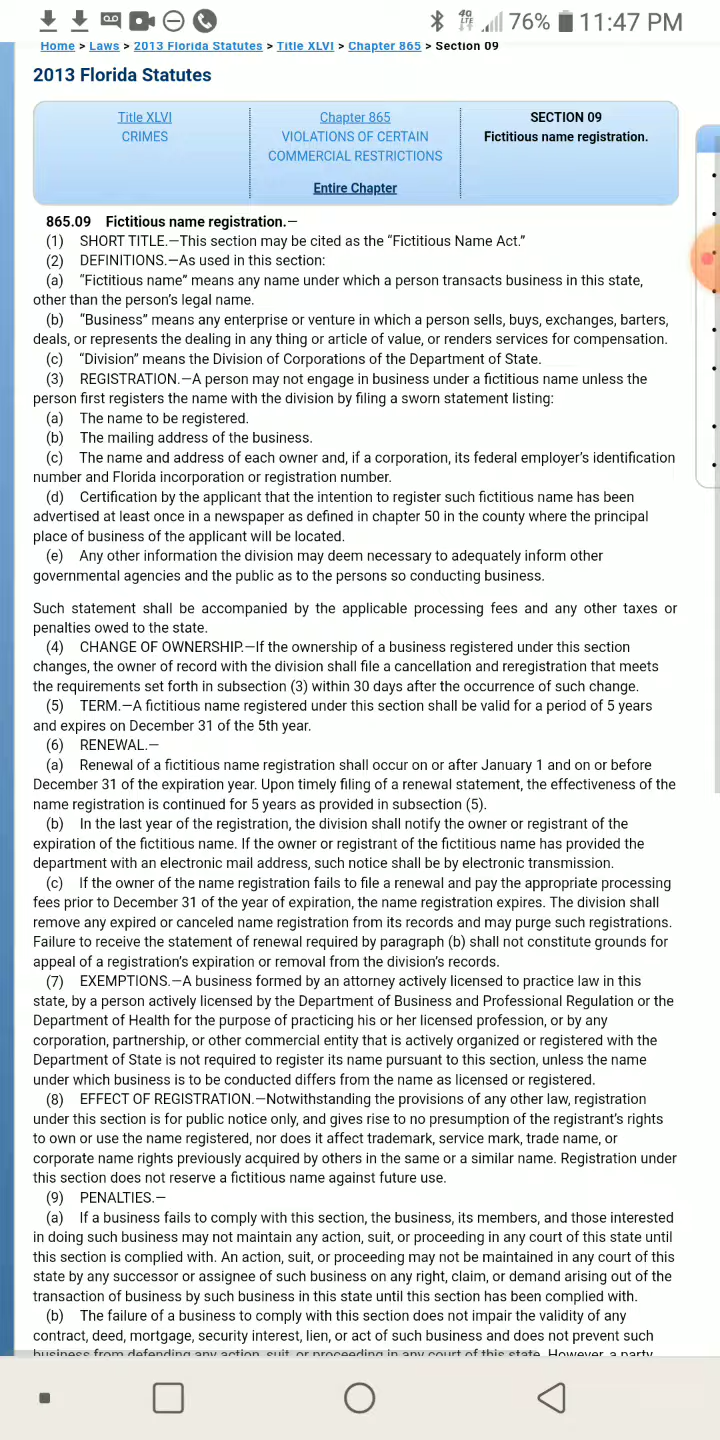 76% 11:47 PM
Home > Laws > 2013 Florida Statutes > Title XLVI > Chapter 865 > Section 09
2013 Florida Statutes
Title XLVI
CRIMES
Chapter 865
VIOLATIONS OF CERTAIN
COMMERCIAL RESTRICTIONS
Entire Chapter
SECTION 09
Fictitious name registration.
865.09 Fictitious name registration.—
(1) SHORT TITLE.—This section may be cited as the “Fictitious Name Act.”
(2) DEFINITIONS.—As used in this section:
(a) “Fictitious name” means any name under which a person transacts business in this state,
other than the person’s legal name.
(b) “Business” means any enterprise or venture in which a person sells, buys, exchanges, barters,
deals, or represents the dealing in any thing or article of value, or renders services for compensation.
(c) “Division” means the Division of Corporations of the Department of State.
(3) REGISTRATION.—A person may not engage in business under a fictitious name unless the
person first registers the name with the division by filing a sworn statement listing:
(a) The name to be registered.
(b) The mailing address of the business.
(c) The name and address of each owner and, if a corporation, its federal employer’s identification
number and Florida incorporation or registration number.
(d) Certification by the applicant that the intention to register such fictitious name has been
advertised at least once in a newspaper as defined in chapter 50 in the county where the principal
place of business of the applicant will be located.
(e) Any other information the division may deem necessary to adequately inform other
governmental agencies and the public as to the persons so conducting business.
Such statement shall be accompanied by the applicable processing fees and any other taxes or
penalties owed to the state.
(4) CHANGE OF OWNERSHIP.—If the ownership of a business registered under this section
changes, the owner of record with the division shall file a cancellation and reregistration that meets
the requirements set forth in subsection (3) within 30 days after the occurrence of such change.
(5) TERM.—A fictitious name registered under this section shall be valid for a period of 5 years
and expires on December 31 of the 5th year.
(6) RENEWAL.—
(a) Renewal of a fictitious name registration shall occur on or after January 1 and on or before
December 31 of the expiration year. Upon timely filing of a renewal statement, the effectiveness of the
name registration is continued for 5 years as provided in subsection (5).
(b) In the last year of the registration, the division shall notify the owner or registrant of the
expiration of the fictitious name. If the owner or registrant of the fictitious name has provided the
department with an electronic mail address, such notice shall be by electronic transmission.
(c) If the owner of the name registration fails to file a renewal and pay the appropriate processing
fees prior to December 31 of the year of expiration, the name registration expires. The division shall
remove any expired or canceled name registration from its records and may purge such registrations.
Failure to receive the statement of renewal required by paragraph (b) shall not constitute grounds for
appeal of a registration’s expiration or removal from the division’s records.
(7) EXEMPTIONS.—A business formed by an attorney actively licensed to practice law in this
state, by a person actively licensed by the Department of Business and Professional Regulation or the
Department of Health for the purpose of practicing his or her licensed profession, or by any
corporation, partnership, or other commercial entity that is actively organized or registered with the
Department of State is not required to register its name pursuant to this section, unless the name
under which business is to be conducted differs from the name as licensed or registered.
(8) EFFECT OF REGISTRATION.—Notwithstanding the provisions of any other law, registration
under this section is for public notice only, and gives rise to no presumption of the registrant’s rights
to own or use the name registered, nor does it affect trademark, service mark, trade name, or
corporate name rights previously acquired by others in the same or a similar name. Registration under
this section does not reserve a fictitious name against future use.
(9) PENALTIES.—
(a) If a business fails to comply with this section, the business, its members, and those interested
in doing such business may not maintain any action, suit, or proceeding in any court of this state until
this section is complied with. An action, suit, or proceeding may not be maintained in any court of this
state by any successor or assignee of such business on any right, claim, or demand arising out of the
transaction of business by such business in this state until this section has been complied with.
(b) The failure of a business to comply with this section does not impair the validity of any
contract, deed, mortgage, security interest, lien, or act of such business and does not prevent such
business from defending any action, suit, or proceeding in any court of this state. However, a party